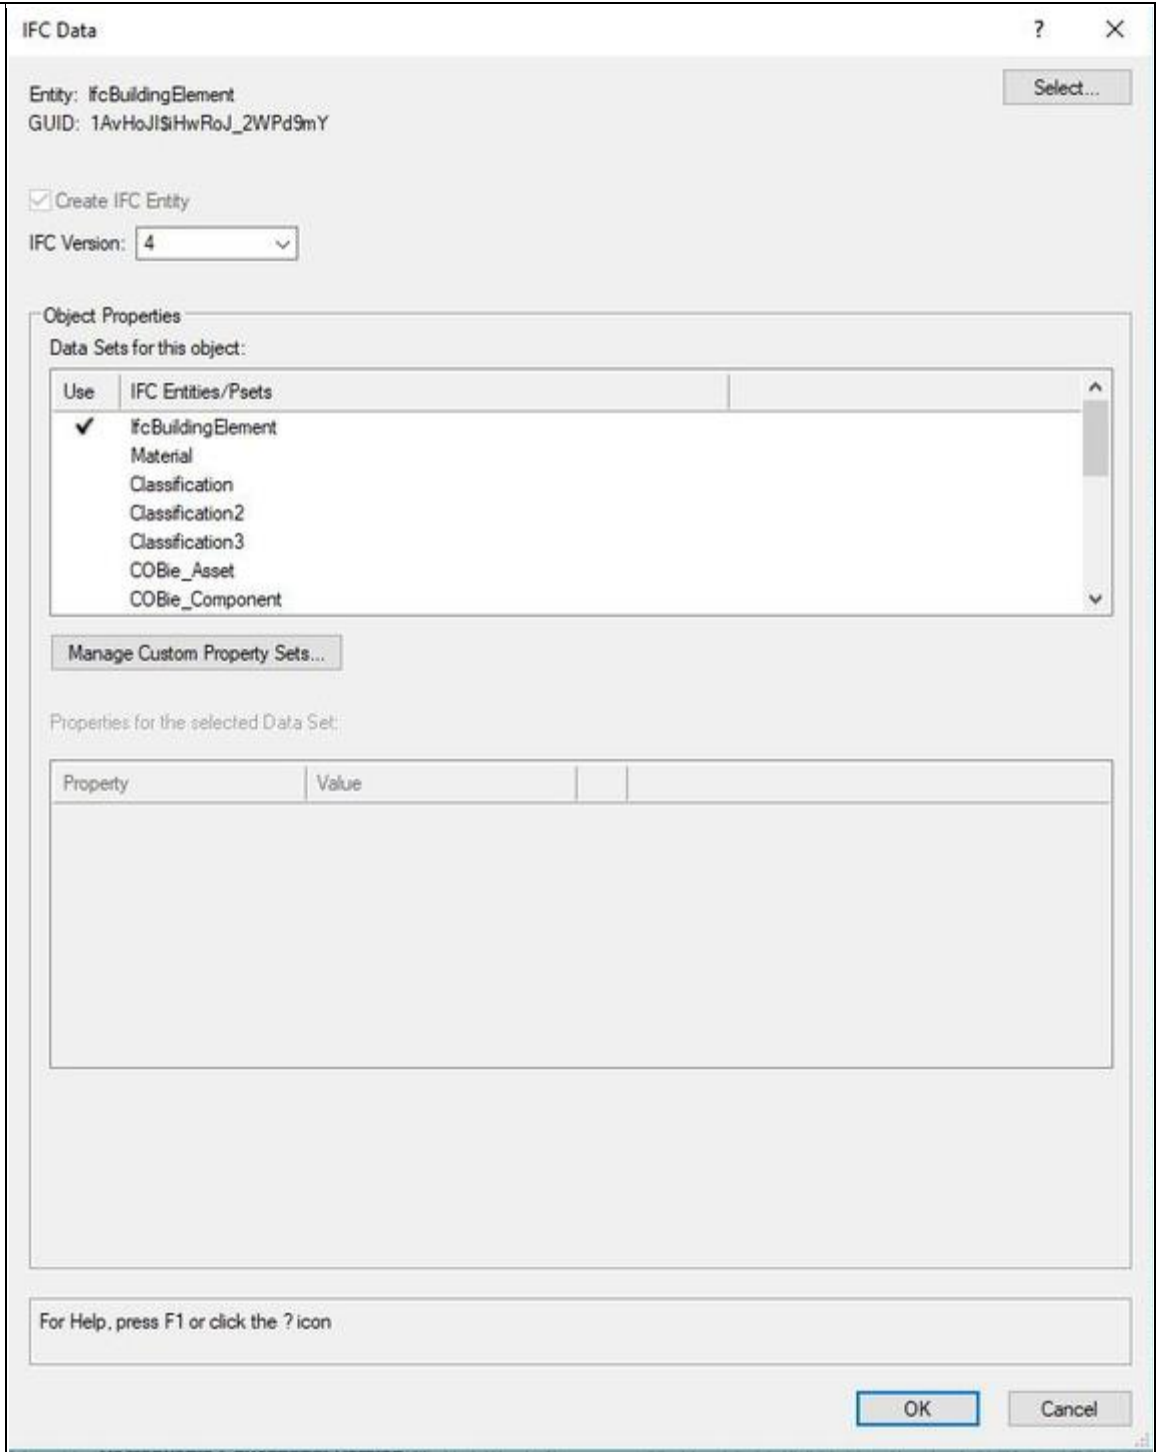 IFC Data
?
Entity: IfcBuildingElement
Select...
GUID: 1AvHoJI$iHwRoJ_2WPd9mY
Create IFC Entity
IFC Version: 4
Object Properties
Data Sets for this object:
Use IFC Entities/Psets
IfcBuildingElement
Material
Classification
Classification2
Classification3
COBie_Asset
COBie_Component
Manage Custom Property Sets...
Properties for the selected Data Set:
Property Value
For Help, press F1 or click the ? icon
OK Cancel